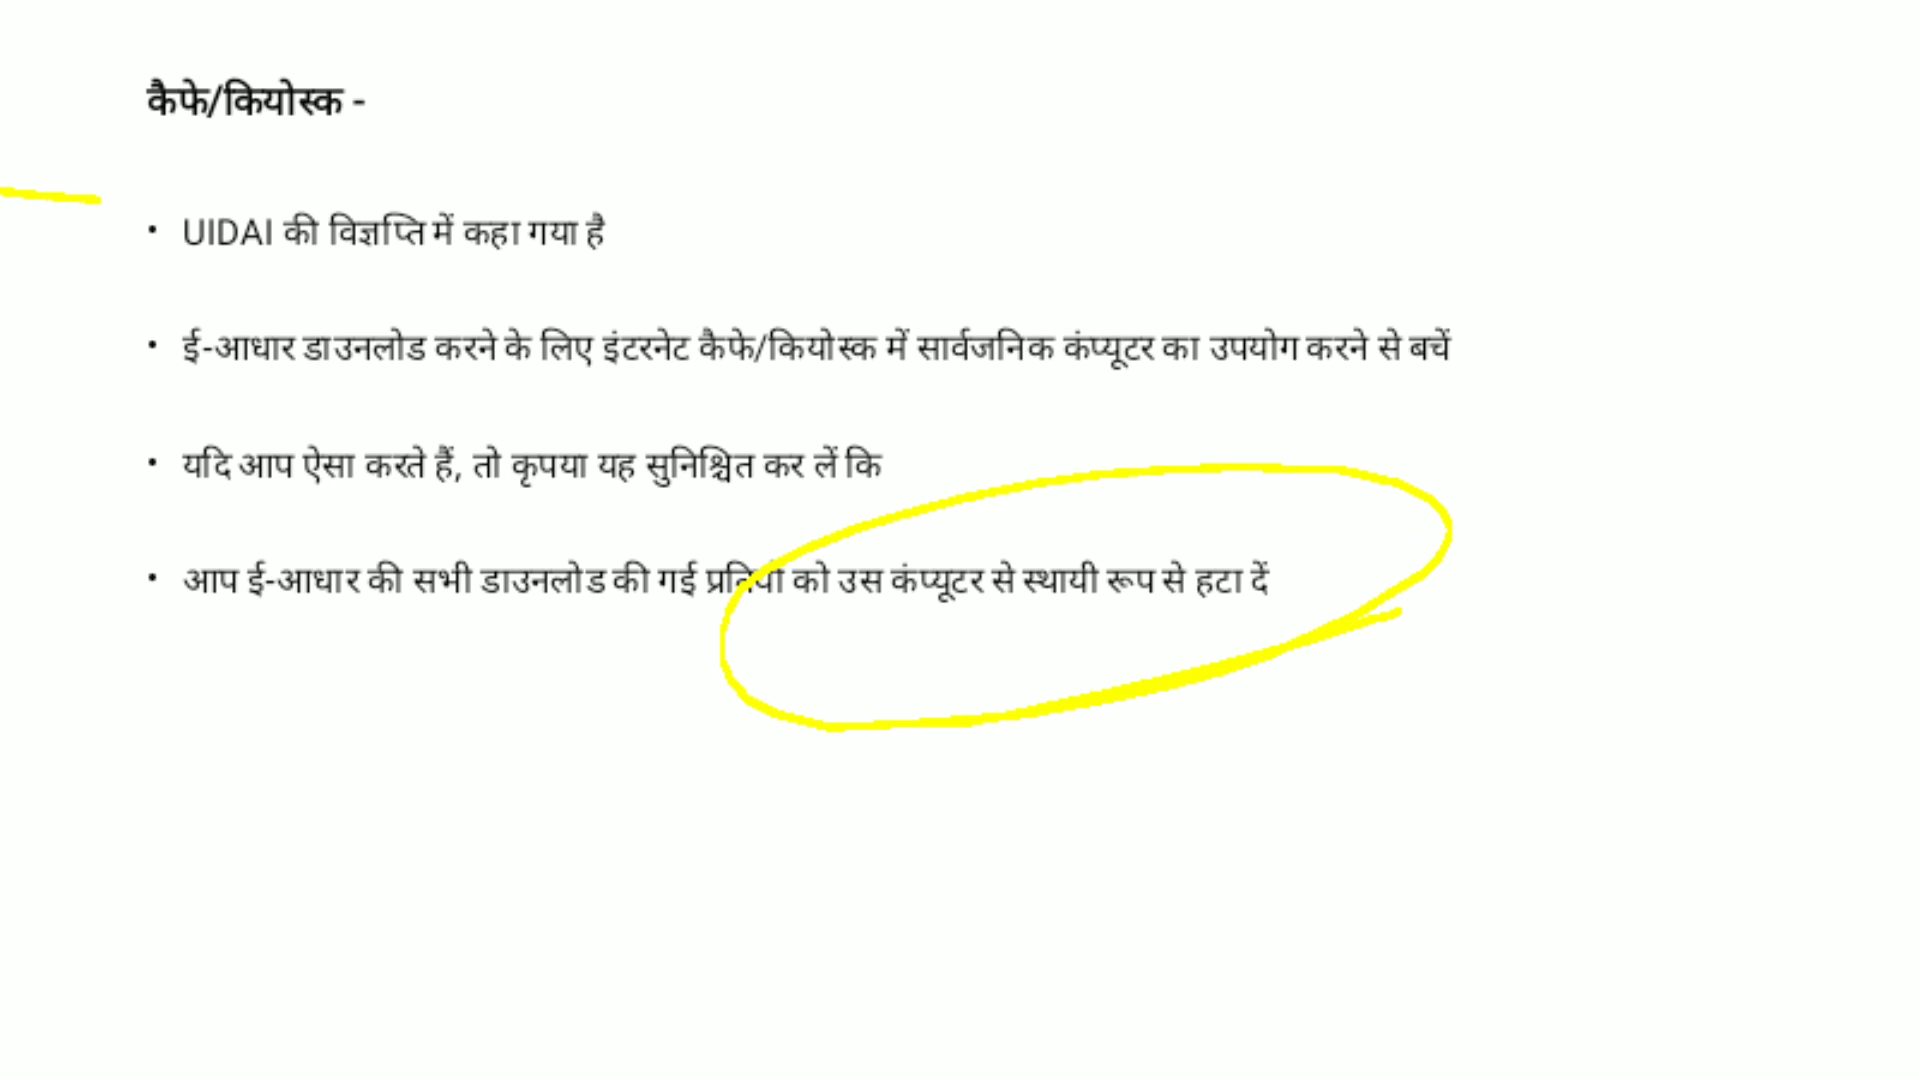 कैफे/कियोस्क -
• UIDAI की विज्ञप्ति में कहा गया है
• ई-आधार डाउनलोड करने के लिए इंटरनेट कैफे/कियोस्क में सार्वजनिक कंप्यूटर का उपयोग करने से बचें
• यदि आप ऐसा करते हैं, तो कृपया यह सुनिश्चित कर लें कि
• आप ई-आधार की सभी डाउनलोड की गई प्रतियों को उस कंप्यूटर से स्थायी रूप से हटा दें